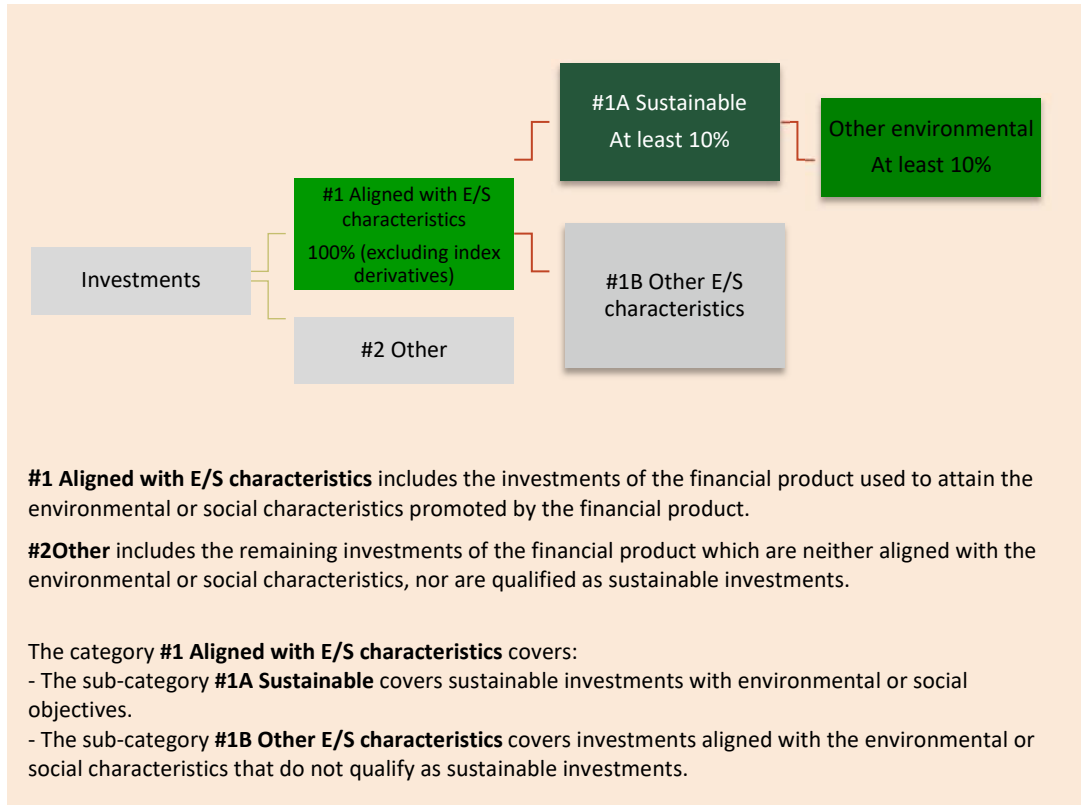 #1A Sustainable
At least 10%
Other environmental
At least 10%
#1 Aligned with E/S
characteristics
100% (excluding index
derivatives)
Investments
#1B Other E/S
characteristics
#2 Other
#1 Aligned with E/S characteristics includes the investments of the financial product used to attain the
environmental or social characteristics promoted by the financial product.
#2Other includes the remaining investments of the financial product which are neither aligned with the
environmental or social characteristics, nor are qualified as sustainable investments.
The category #1 Aligned with E/S characteristics covers:
- The sub-category #1A Sustainable covers sustainable investments with environmental or social
objectives.
- The sub-category #1B Other E/S characteristics covers investments aligned with the environmental or
social characteristics that do not qualify as sustainable investments.